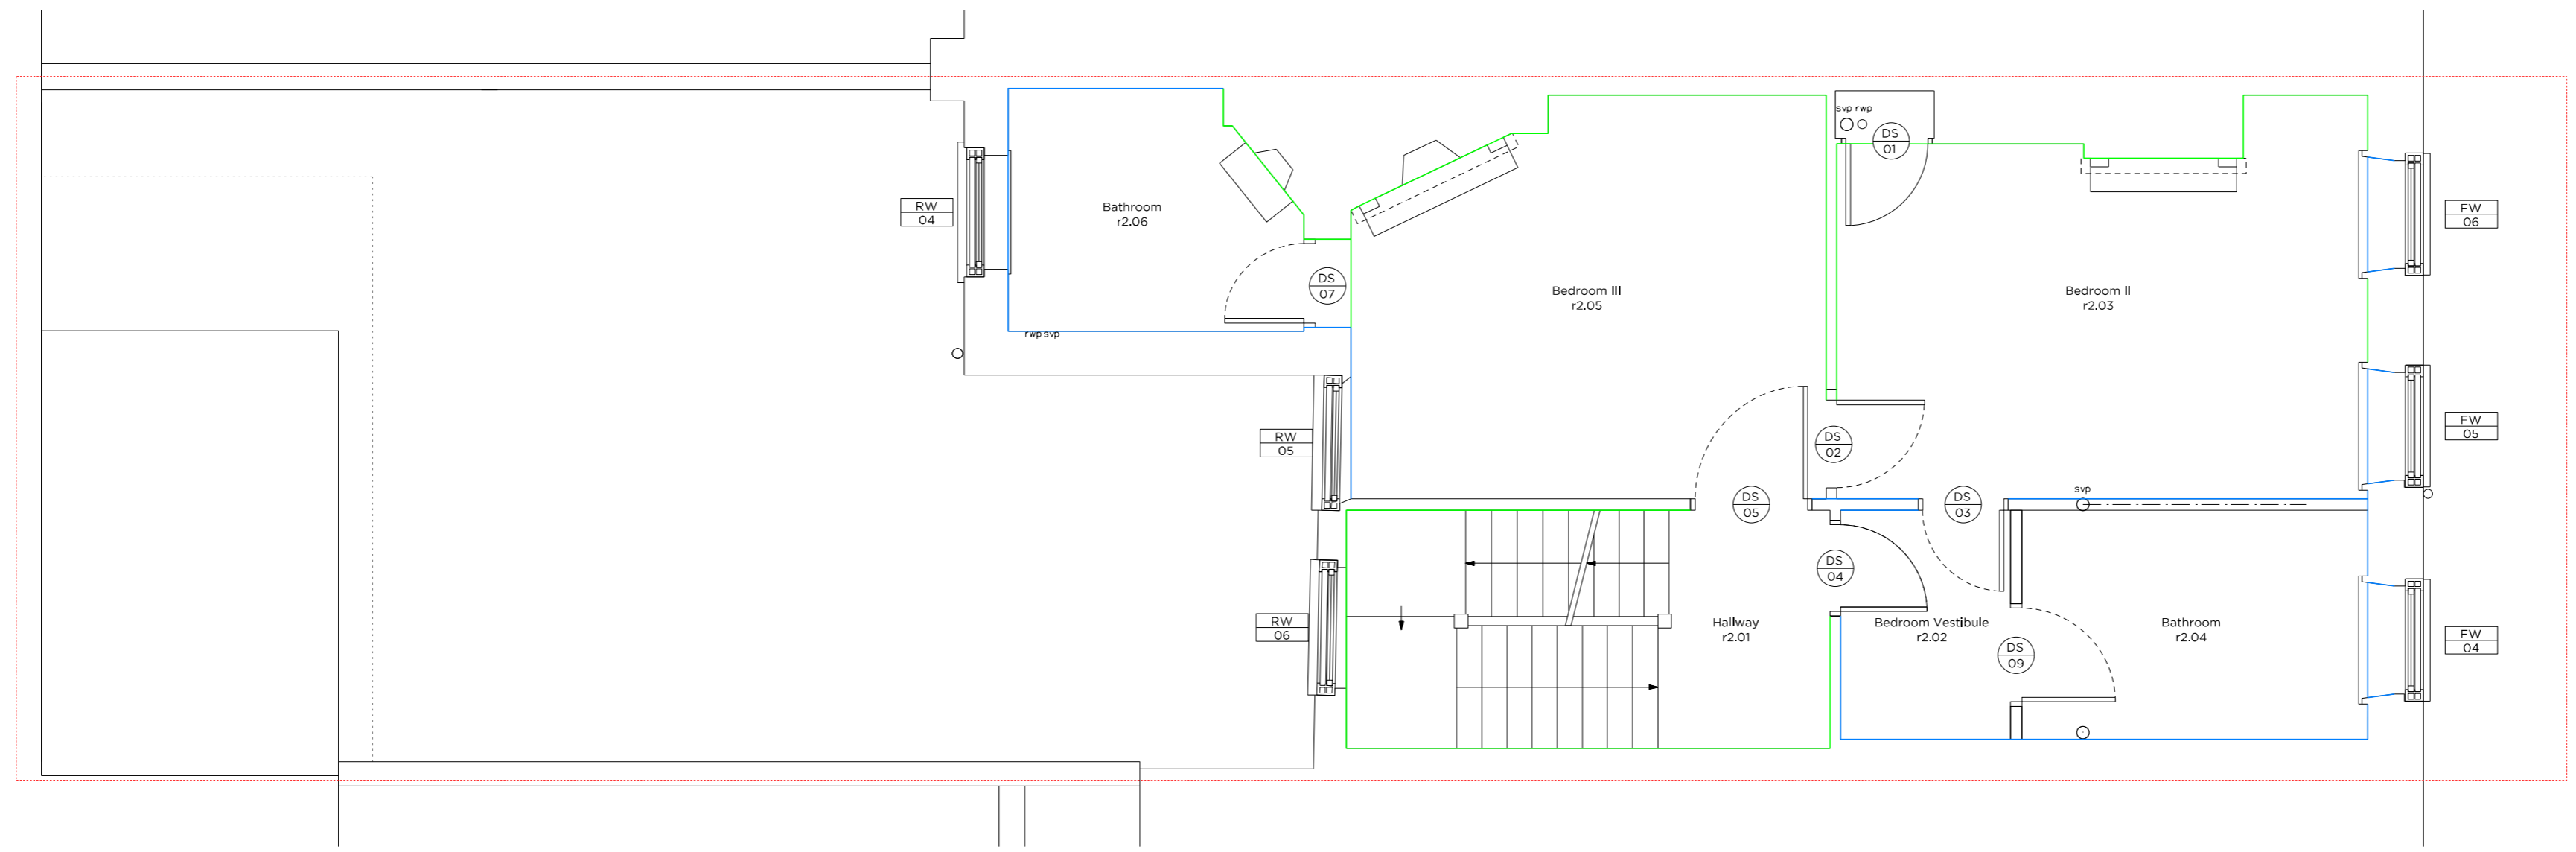 svp rwp
DS
01
Bathroom
r2.06
RW
04
FW
06
DS
07
Bedroom III
r2.05
Bedroom II
r2.03
rwp svp
RW
05
DS
02
FW
05
svp
DS
05
DS
03
DS
04
RW
06
Hallway
r2.01
Bedroom Vestibule
r2.02
Bathroom
r2.04
FW
04
DS
09